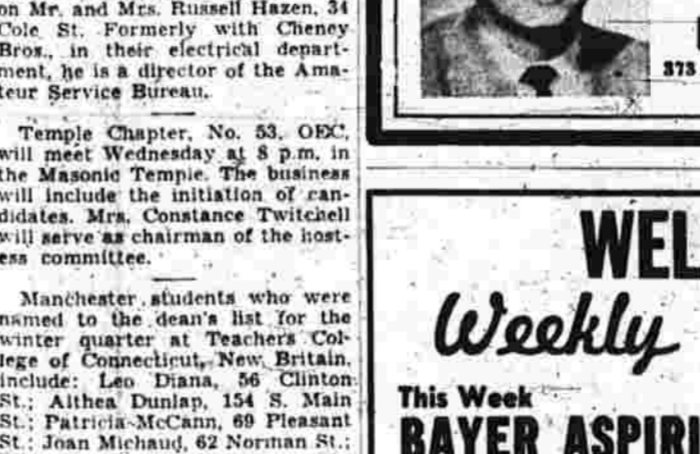 on Mr. and Mrs. Russell Hazen, 34
Cole St. Formerly with Cheney
Bros., in their electrical depart-
ment, he is a director of the Ama-
teur Service Bureau.
Temple Chapter, No. 53, OEC,
will meet Wednesday at 8 p.m. in
the Masonic Temple. The business
will include the initiation of can-
didates. Mrs. Constance Twitchell
will serve as chairman of the host-
ess committee.
Manchester students who were
named to the dean's list for the
winter quarter at Teachers Col-
lege of Connecticut, New Britain,
include: Leo Diana, 56 Clinton
St.; Althea Dunlap, 154 S. Main
St.; Patricia McCann, 69 Pleasant
St.; Joan Michaud, 62 Norman St.;
373
WEL
Weekly
This Week
BAYER ASPIRI